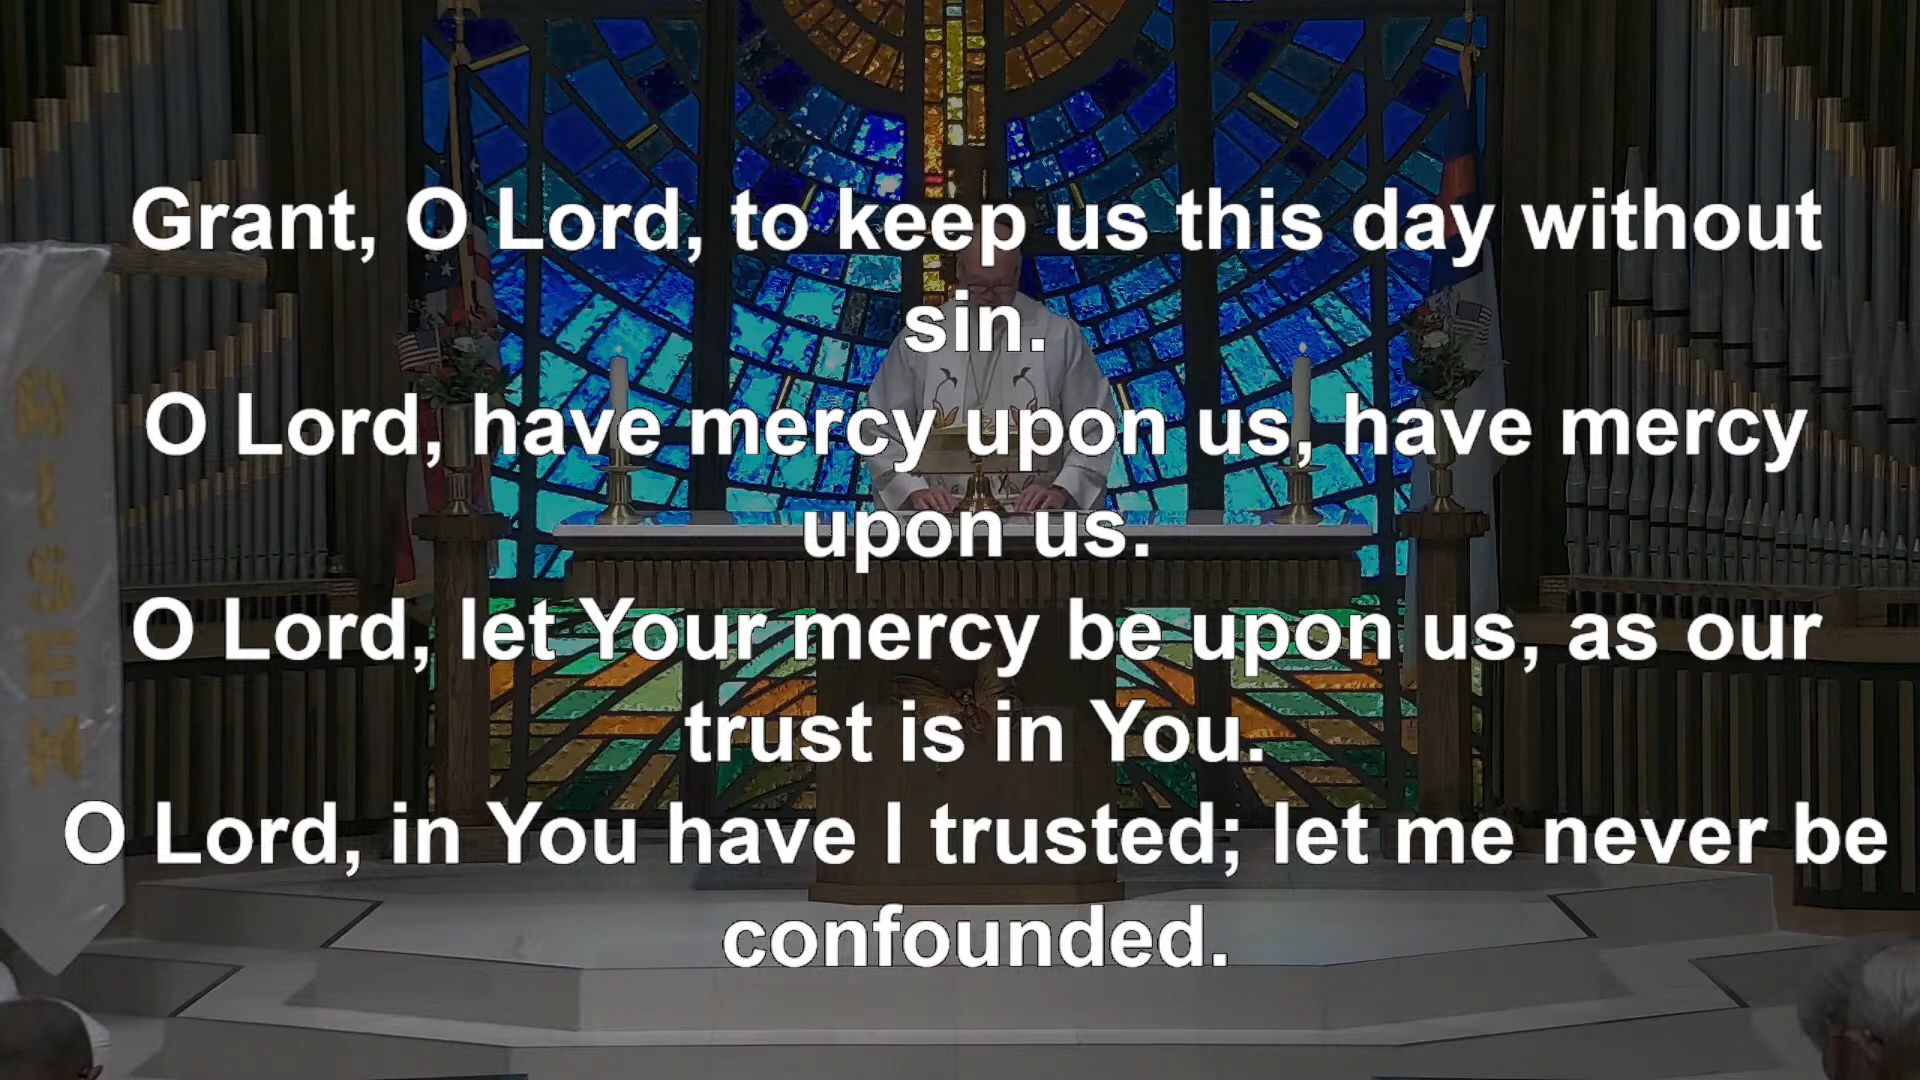 Grant, O Lord, to keep us this day without
sin.
O Lord, have mercy upon us, have mercy
upon us.
O Lord, let Your mercy be upon us, as our
trust is in You.
O Lord, in You have I trusted; let me never be
confounded.
RISEN